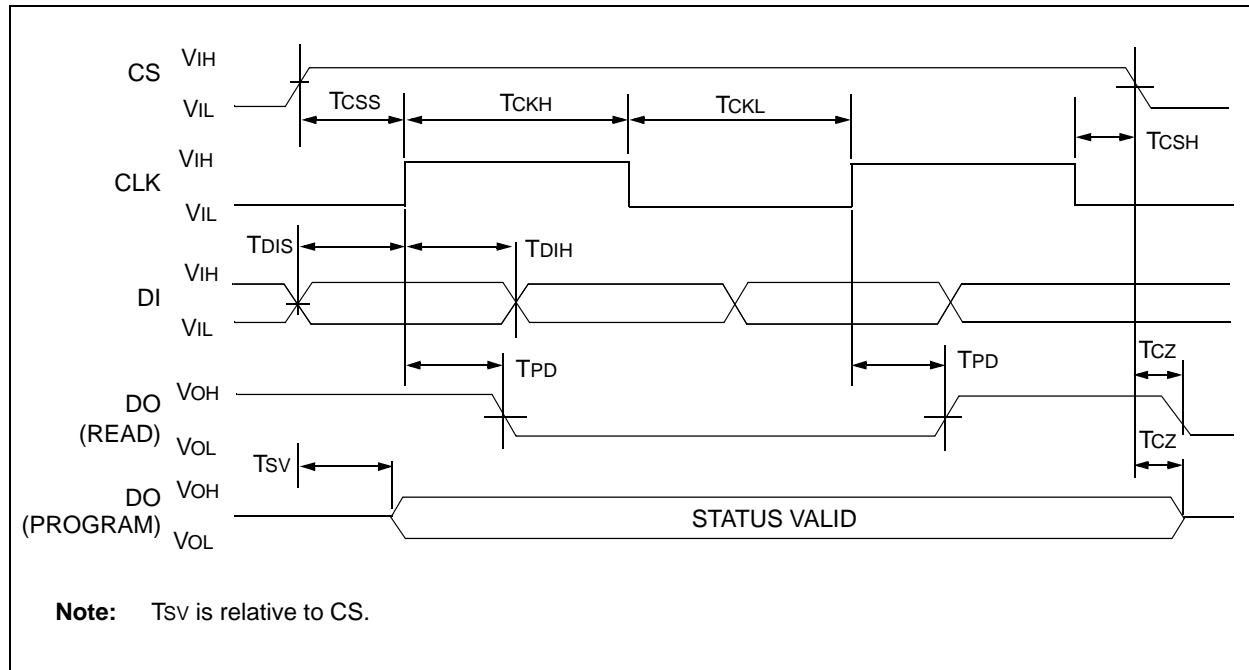 CS
VIH
VIL
TCSS
TCKH
TCKL
TCSH
CLK
VIH
VIL
TDIS
TDIH
DI
VIH
VIL
TPD
TPD
TCZ
DO
(READ)
VOH
VOL
TCZ
TSV
DO
(PROGRAM)
VOH
VOL
STATUS VALID
Note: TSV is relative to CS.